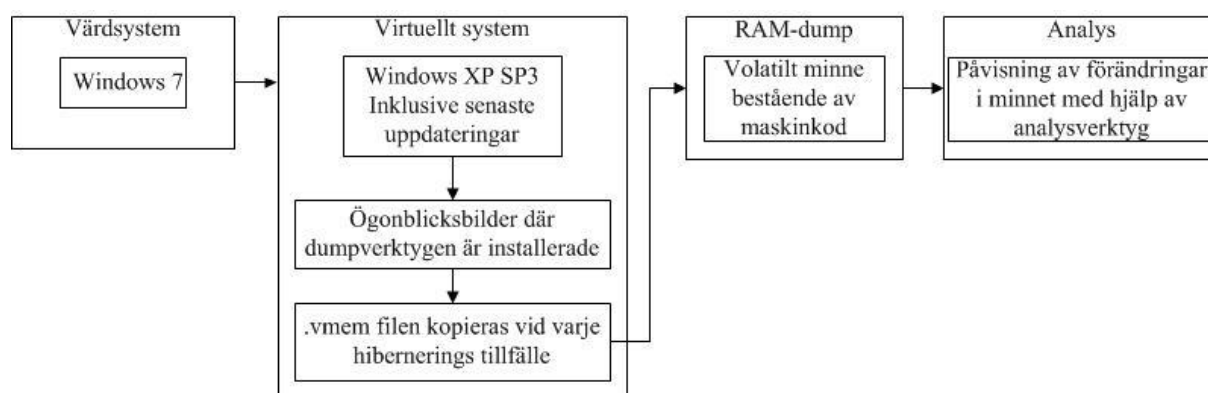 Värdsystem
Windows 7
Virtuellt system
Windows XP SP3
Inklusive senaste
uppdateringar
Ögonblicksbilder där
dumpverktygen är installerade
.vmem filen kopieras vid varje
hibernerings tillfälle
RAM-dump
Volatilt minne
bestående av
maskinkod
Analys
Påvisning av förändringar
i minnet med hjälp av
analysverktyg